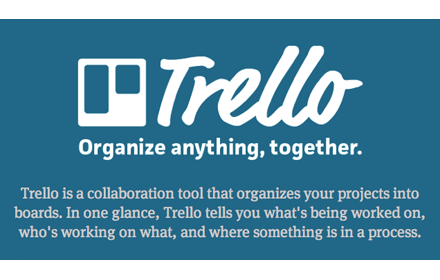 Trello
Organize anything, together.
Trello is a collaboration tool that organizes your projects into
boards. In one glance, Trello tells you what's being worked on,
who's working on what, and where something is in a process.